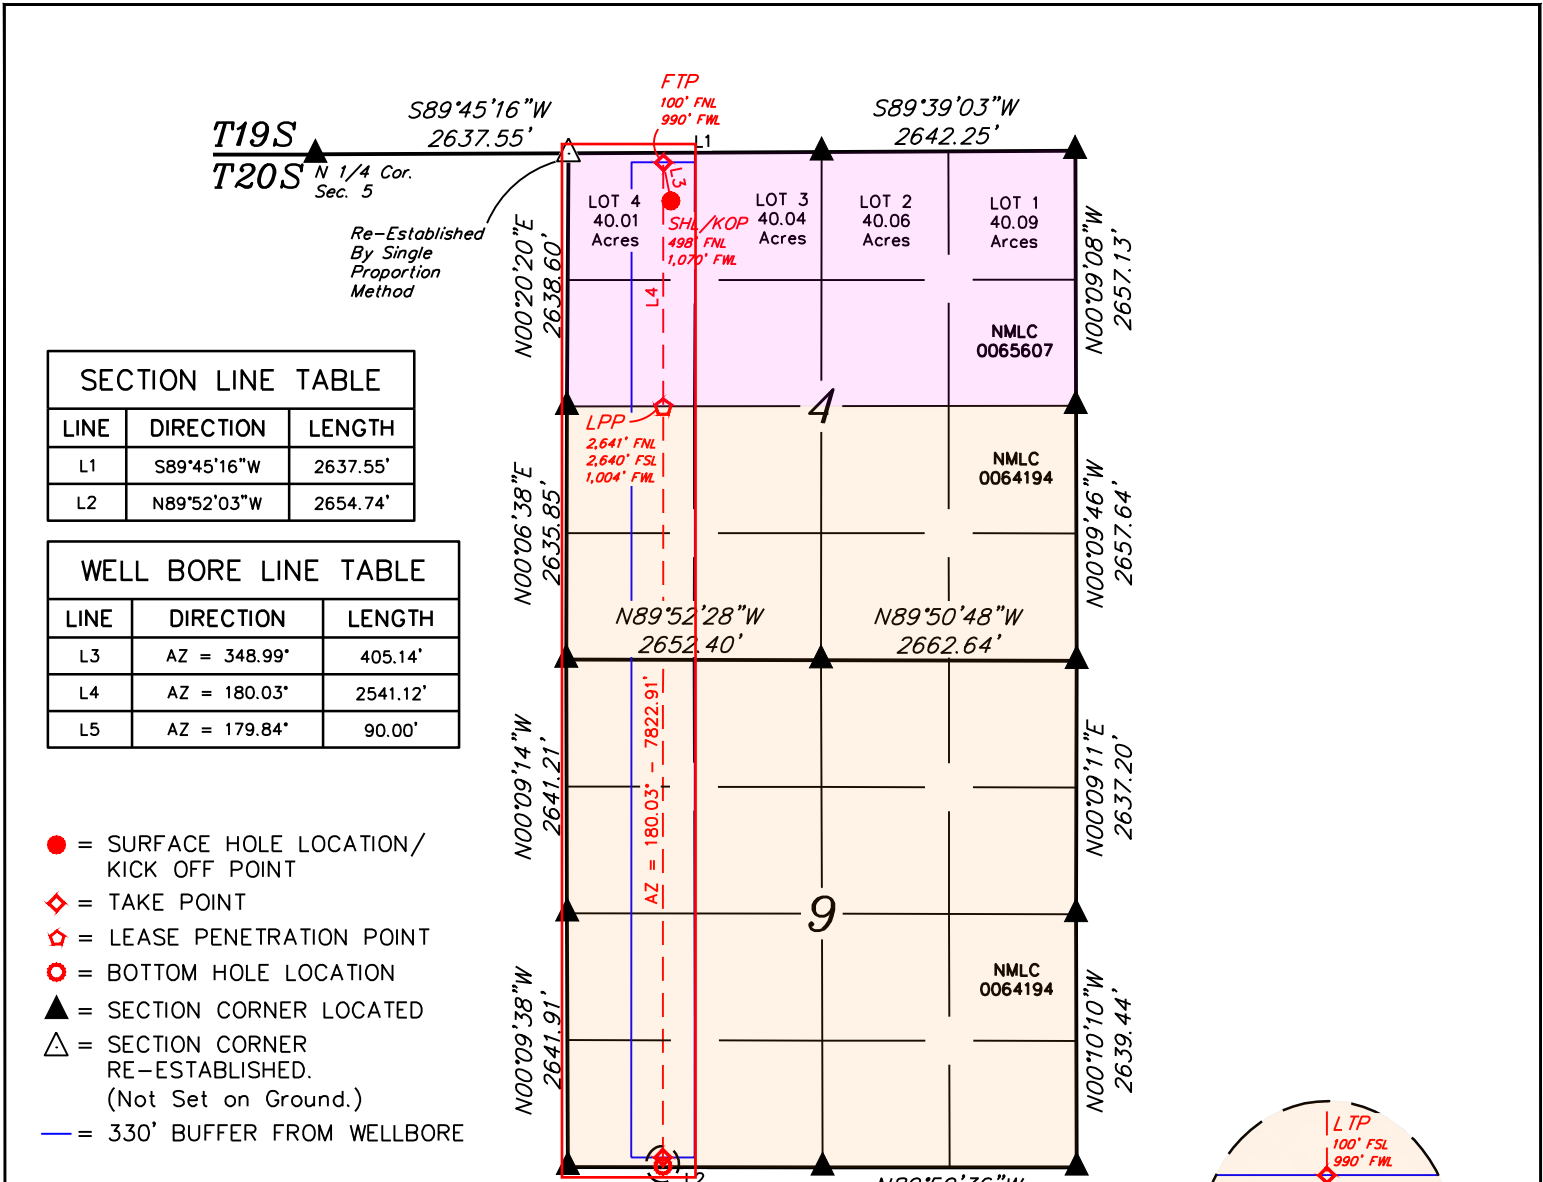 FTP
100' FNL
990' FWL
S89°45'16"W
2637.55'
L1
S89°39'03"W
2642.25'
T19S
T20S
N 1/4 Cor.
Sec. 5
Re-Established
By Single
Proportion
Method
L3
LOT 4
40.01
Acres
SHL/KOP
498' FNL
1,070' FWL
LOT 3
40.04
Acres
LOT 2
40.06
Acres
LOT 1
40.09
Arces
N00°20'20"E
2638.60'
L4
N00°09'08"W
2657.13'
NMLC
0065607
4
LPP
2,641' FNL
2,640' FSL
1,004' FWL
NMLC
0064194
N00°06'38"E
2635.85'
N00°09'46"W
2657.64'
N89°52'28"W
2652.40'
N89°50'48"W
2662.64'
AZ = 180.03° - 7822.91'
N00°09'14"W
2641.21'
N00°09'11"E
2637.20'
9
NMLC
0064194
N00°09'38"W
2641.91'
N00°10'10"W
2639.44'
L2
N89°50'36"W
SECTION LINE TABLE
LINE DIRECTION LENGTH
L1 S89°45'16"W 2637.55'
L2 N89°52'03"W 2654.74'
WELL BORE LINE TABLE
LINE DIRECTION LENGTH
L3 AZ = 348.99° 405.14'
L4 AZ = 180.03° 2541.12'
L5 AZ = 179.84° 90.00'
= SURFACE HOLE LOCATION/
KICK OFF POINT
= TAKE POINT
= LEASE PENETRATION POINT
= BOTTOM HOLE LOCATION
= SECTION CORNER LOCATED
= SECTION CORNER
RE-ESTABLISHED.
(Not Set on Ground.)
= 330' BUFFER FROM WELLBORE
LTP
100' FSL
990' FWL